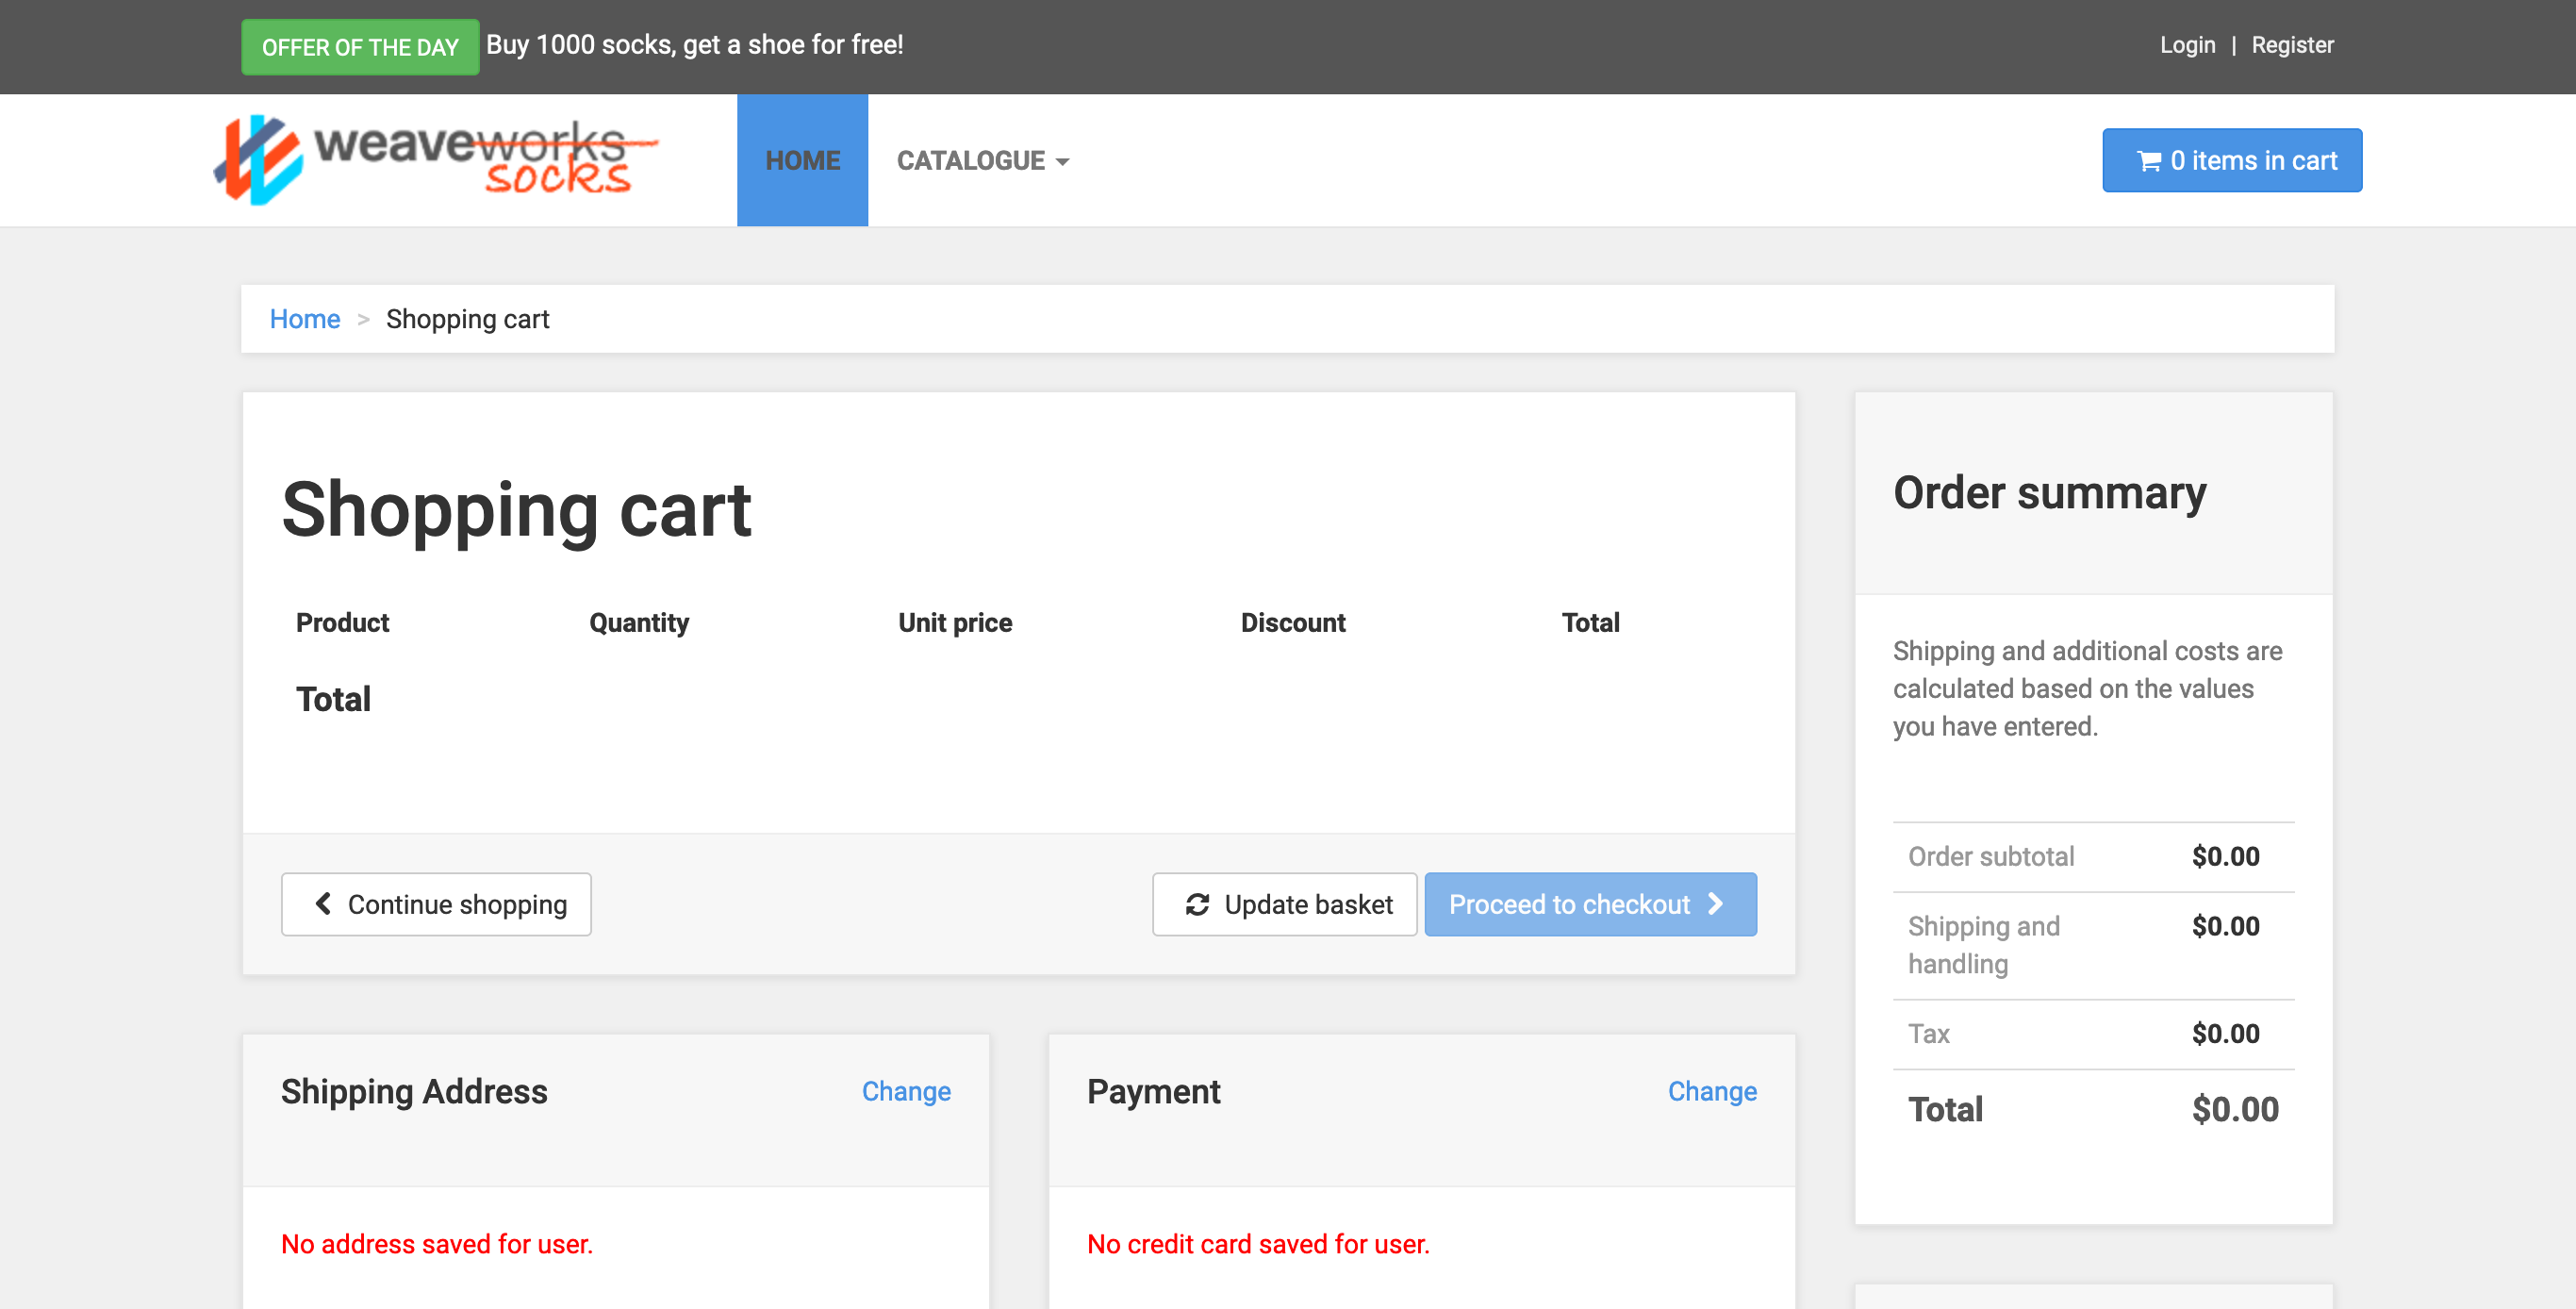 OFFER OF THE DAY Buy 1000 socks, get a shoe for free!
Login | Register
weaveworks
socks
HOME
CATALOGUE
0 items in cart
Home > Shopping cart
Shopping cart
Product Quantity Unit price Discount Total
Total
Continue shopping
Update basket
Proceed to checkout
Order summary
Shipping and additional costs are
calculated based on the values
you have entered.
Order subtotal $0.00
Shipping and $0.00
handling
Tax $0.00
Total $0.00
Shipping Address Change
No address saved for user.
Payment Change
No credit card saved for user.